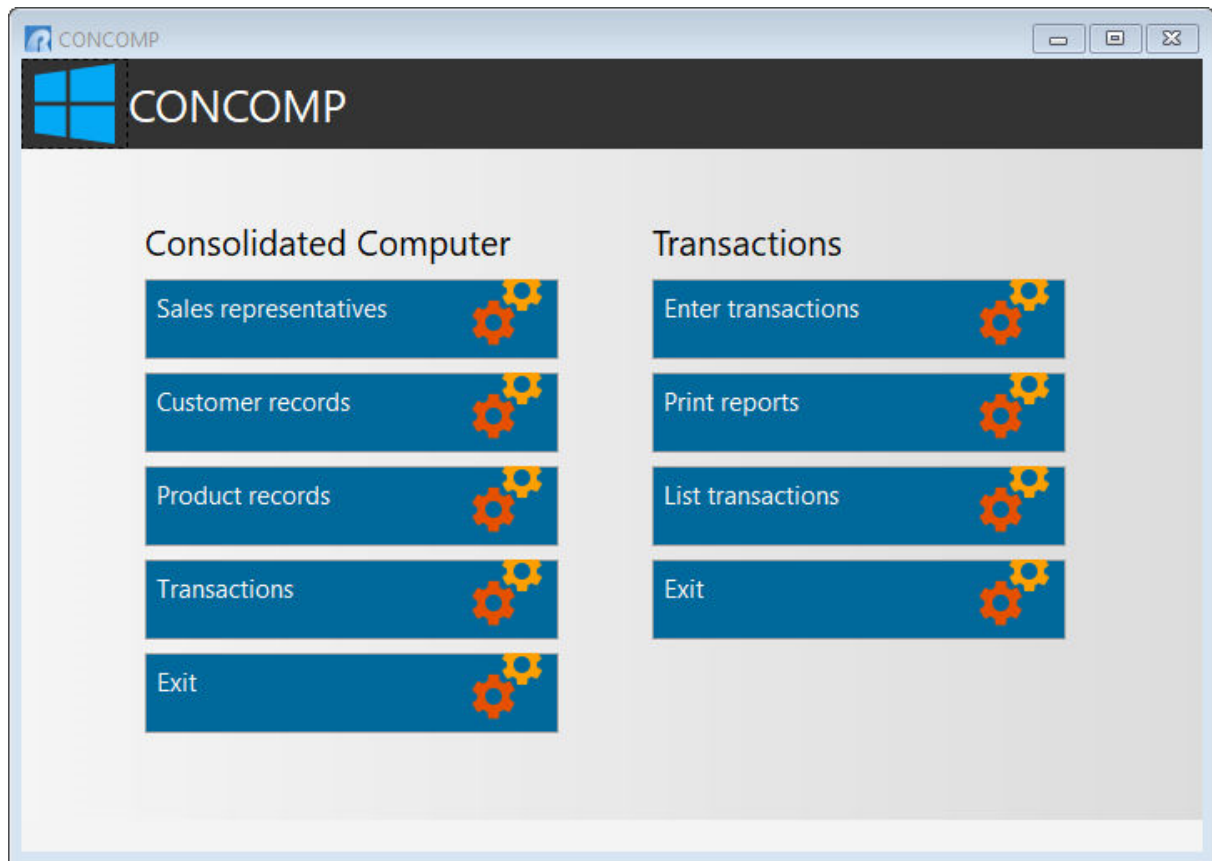 CONCOMP
CONCOMP
Consolidated Computer
Sales representatives
Customer records
Product records
Transactions
Exit
Transactions
Enter transactions
Print reports
List transactions
Exit